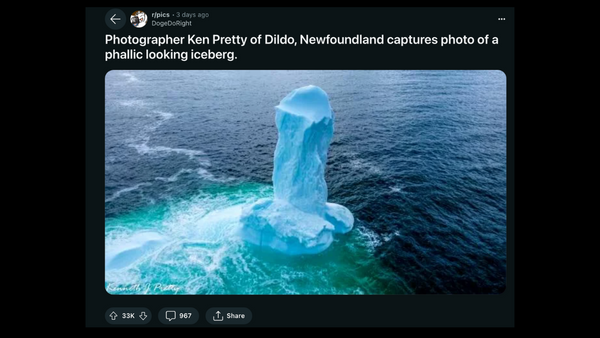 r/pics • 3 days ago
DogeDoRight
Photographer Ken Pretty of Dildo, Newfoundland captures photo of a
phallic looking iceberg.
Kenneth J Pretty
33K
967
Share